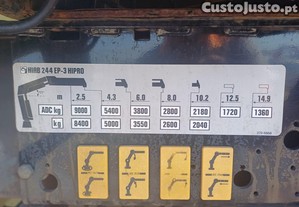 CustoJusto.pt
HIAB 244 EP-3 HIPRO
m 2.5 4.3 6.0 8.0 10.2 12.5 14.9
ADC kg 9000 5400 3800 2800 2180 1720 1360
kg 8400 5000 3550 2600 2040